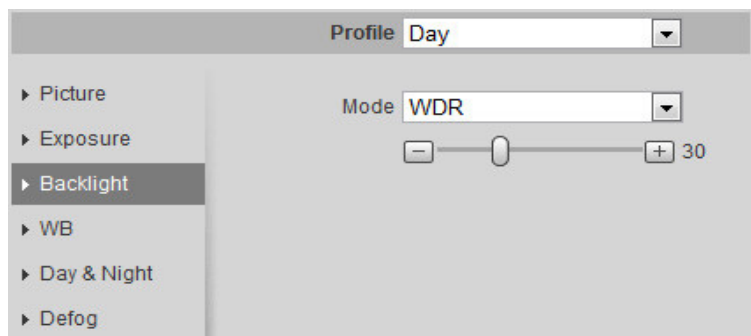 Profile Day
Picture
Exposure
Backlight
WB
Day & Night
Defog
Mode WDR
30